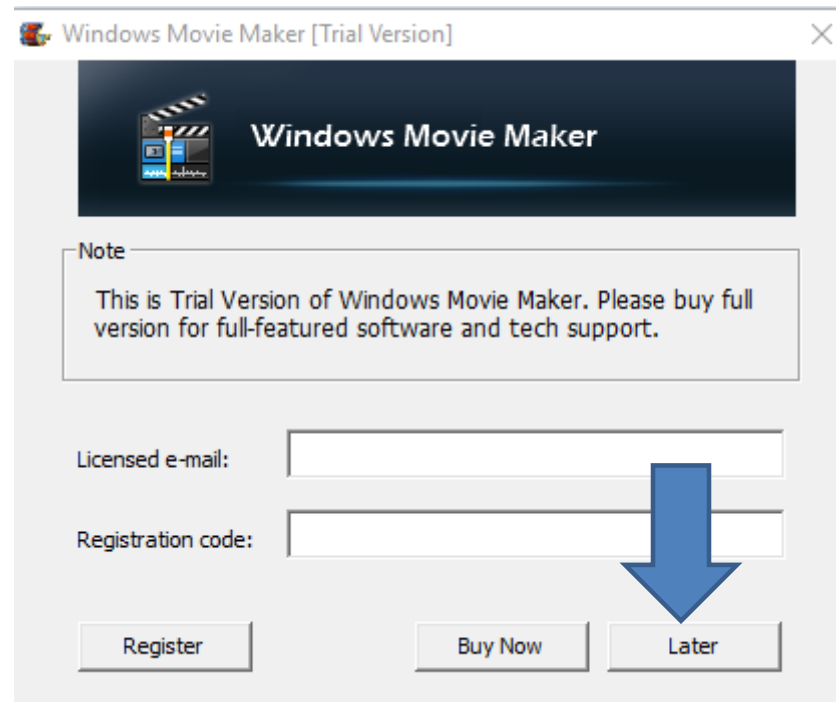 Windows Movie Maker [Trial Version]
Windows Movie Maker
Note
This is Trial Version of Windows Movie Maker. Please buy full
version for full-featured software and tech support.
Licensed e-mail:
Registration code:
Register
Buy Now
Later